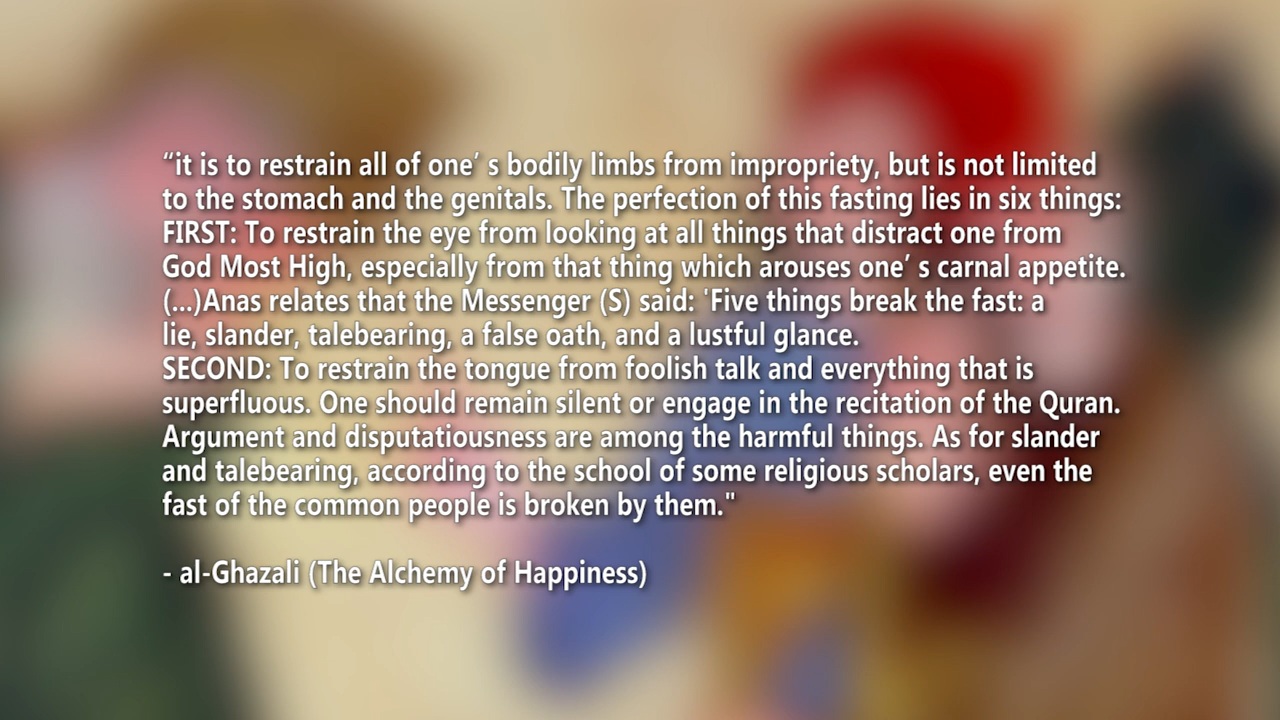 “it is to restrain all of one’ s bodily limbs from impropriety, but is not limited
to the stomach and the genitals. The perfection of this fasting lies in six things:
FIRST: To restrain the eye from looking at all things that distract one from
God Most High, especially from that thing which arouses one’ s carnal appetite.
(...)Anas relates that the Messenger (S) said: 'Five things break the fast: a
lie, slander, talebearing, a false oath, and a lustful glance.
SECOND: To restrain the tongue from foolish talk and everything that is
superfluous. One should remain silent or engage in the recitation of the Quran.
Argument and disputatiousness are among the harmful things. As for slander
and talebearing, according to the school of some religious scholars, even the
fast of the common people is broken by them."
- al-Ghazali (The Alchemy of Happiness)